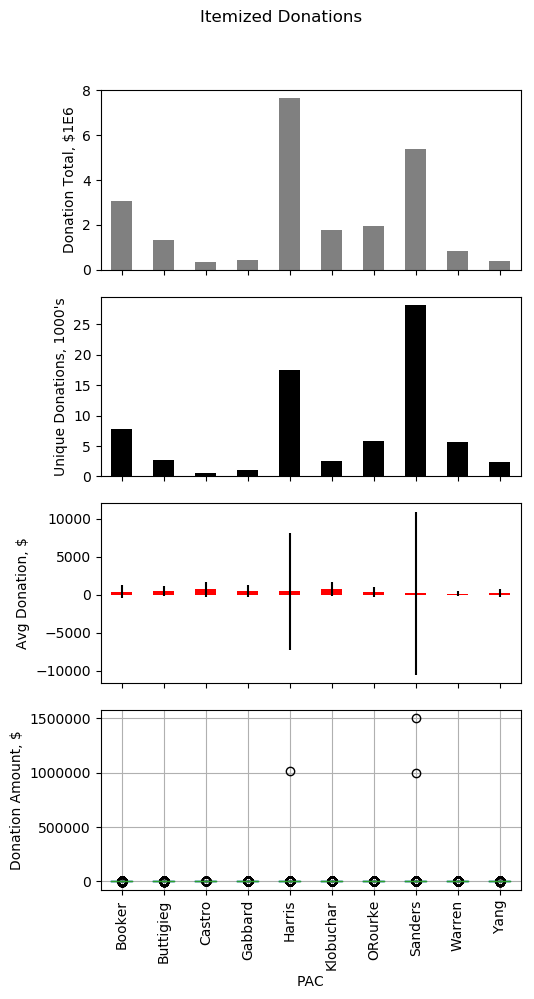 Itemized Donations
Donation Total, $1E6
8
6
4
2
0
Unique Donations, 1000's
25
20
15
10
5
0
Avg Donation, $
10000
5000
0
−5000
−10000
Donation Amount, $
1500000
1000000
500000
0
Booker
Buttigieg
Castro
Gabbard
Harris
Klobuchar
ORourke
Sanders
Warren
Yang
PAC